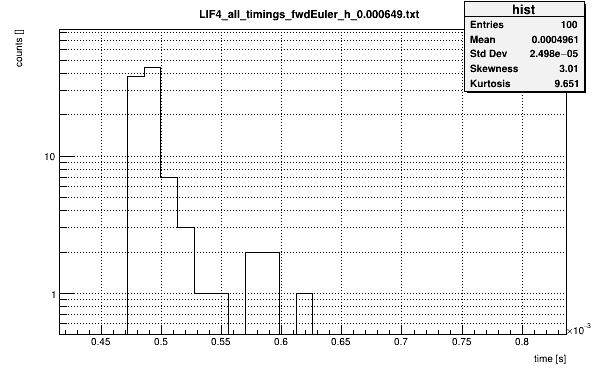 LIF4_all_timings_fwdEuler_h_0.000649.txt
hist
Entries 100
Mean 0.0004961
Std Dev 2.498e−05
Skewness 3.01
Kurtosis 9.651
counts []
10
1
0.45 0.5 0.55 0.6 0.65 0.7 0.75 0.8
×10⁻³
time [s]